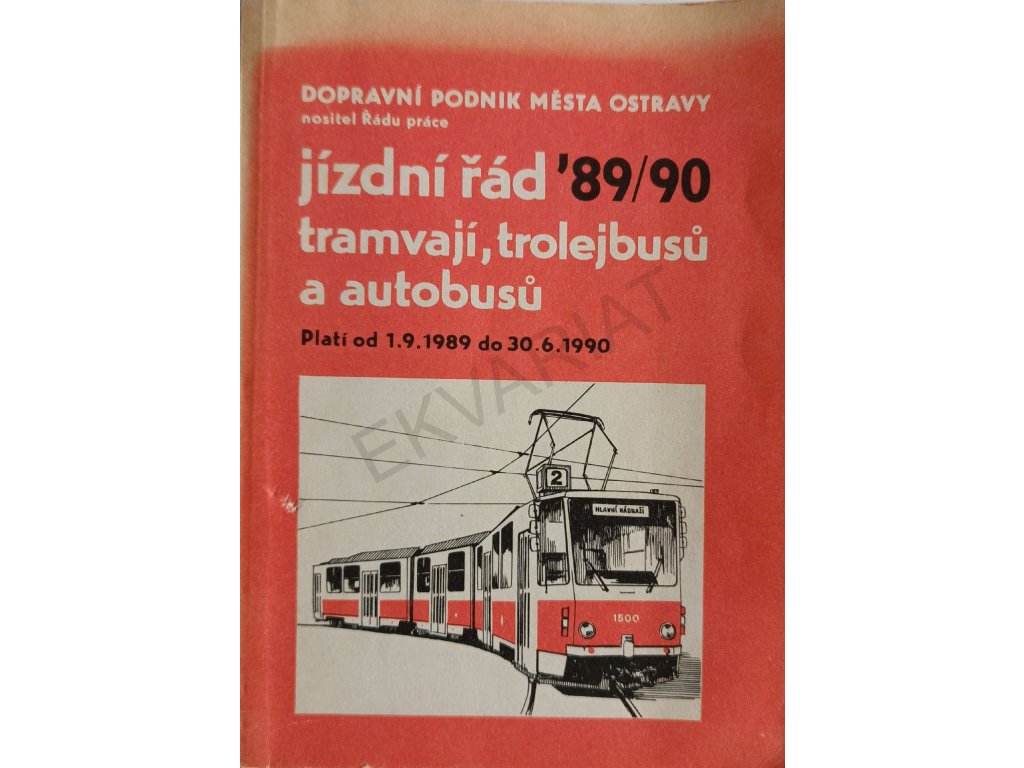 DOPRAVNÍ PODNIK MĚSTA OSTRAVY
nositel Řádu práce
jízdní řád '89/90
tramvají, trolejbusů
a autobusů
Platí od 1.9.1989 do 30.6.1990
EKVARIAT
2
HLAVNÍ NÁDRAŽÍ
1500